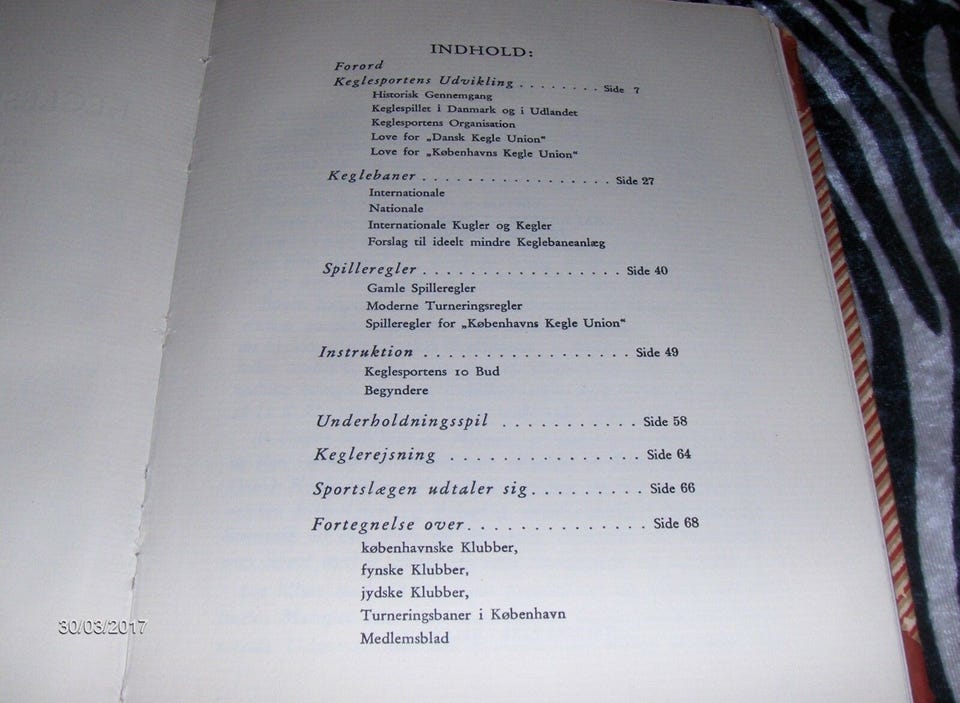 INDHOLD:
Forord
Keglesportens Udvikling . . . . . . . . Side 7
Historisk Gennemgang
Keglespillet i Danmark og i Udlandet
Keglesportens Organisation
Love for „Dansk Kegle Union“
Love for „Københavns Kegle Union“
Keglebaner . . . . . . . . . . . . . . . . . Side 27
Internationale
Nationale
Internationale Kugler og Kegler
Forslag til ideelt mindre Keglebaneanlæg
Spilleregler . . . . . . . . . . . . . . . . . . Side 40
Gamle Spilleregler
Moderne Turneringsregler
Spilleregler for „Københavns Kegle Union“
Instruktion . . . . . . . . . . . . . . . . . . Side 49
Keglesportens 10 Bud
Begyndere
Underholdningsspil . . . . . . . . . . . Side 58
Keglerejsning . . . . . . . . . . . . . . . Side 64
Sportslægen udtaler sig . . . . . . . . . Side 66
Fortegnelse over . . . . . . . . . . . . . . Side 68
københavnske Klubber,
fynske Klubber,
jydske Klubber,
Turneringsbaner i København
Medlemsblad
30/03/2017